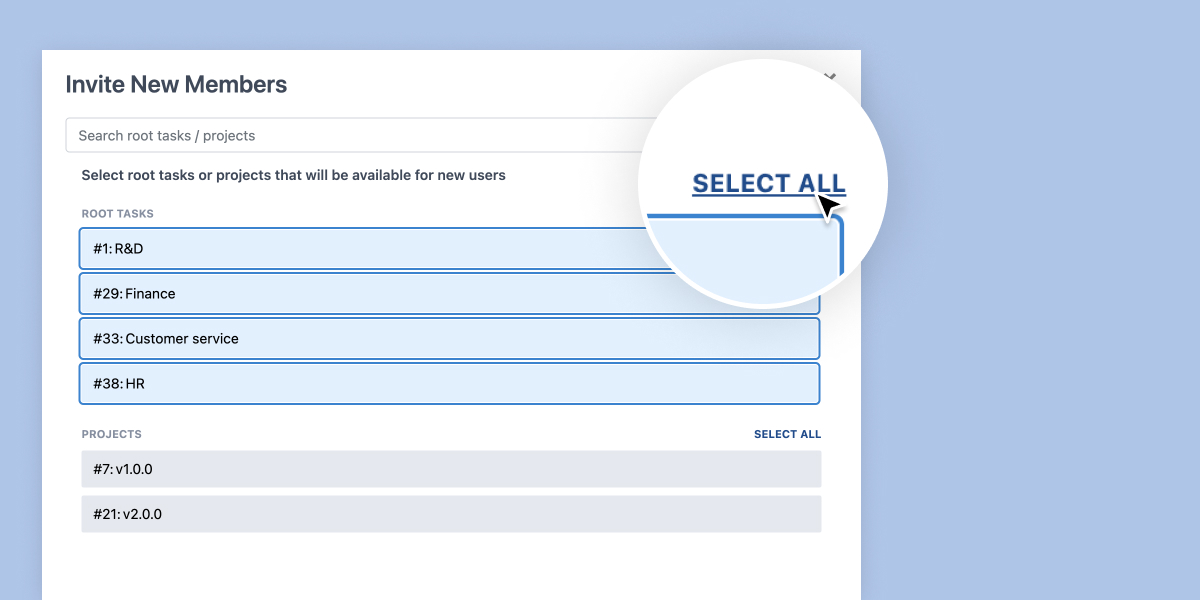 Invite New Members
Search root tasks / projects
Select root tasks or projects that will be available for new users
ROOT TASKS
SELECT ALL
#1: R&D
#29: Finance
#33: Customer service
#38: HR
PROJECTS
SELECT ALL
#7: v1.0.0
#21: v2.0.0